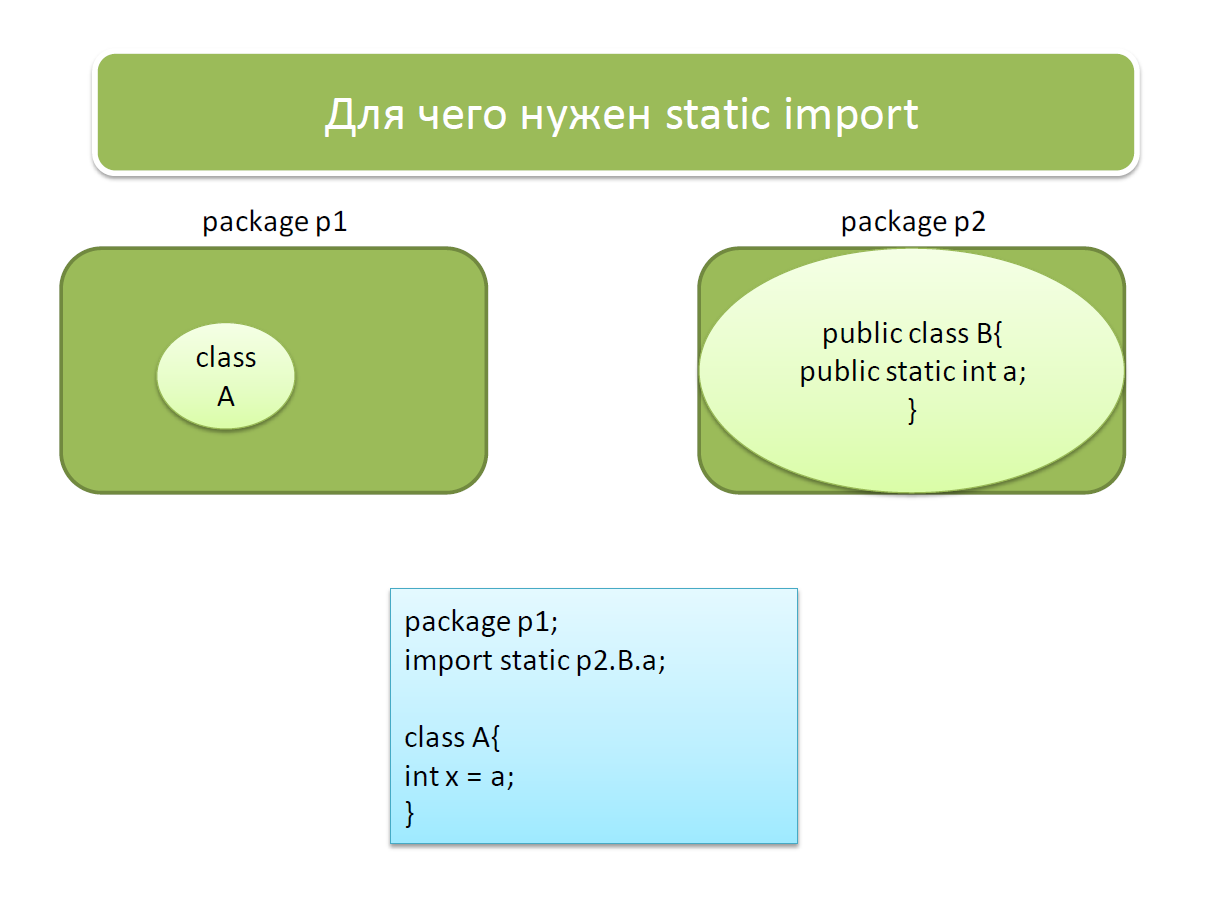 Для чего нужен static import
package p1
package p2
class
A
public class B{
public static int a;
}
package p1;
import static p2.B.a;
class A{
int x = a;
}